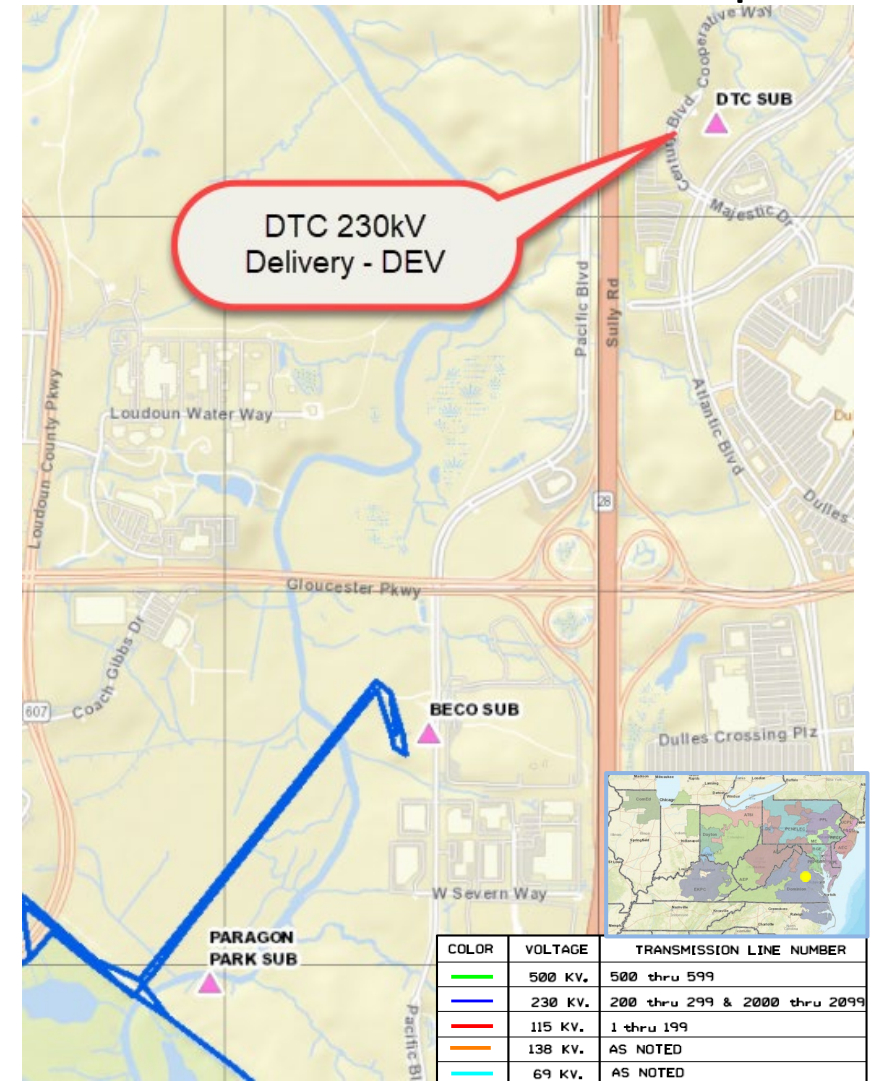 Cooperative Way
DTC SUB
Century Blvd
Majestic Dr
DTC 230kV
Delivery - DEV
Pacific Blvd
Sully Rd
Loudoun County Pkwy
Loudoun Water Way
Atlantic Blvd
Du
Dulles
28
Gloucester Pkwy
Coach Gibbs Dr
607
BECO SUB
Dulles Crossing Plz
W Severn Way
PARAGON
PARK SUB
Pacific Bl
COLOR VOLTAGE TRANSMISSION LINE NUMBER
500 KV. 500 thru 599
230 KV. 200 thru 299 & 2000 thru 2099
115 KV. 1 thru 199
138 KV. AS NOTED
69 KV. AS NOTED